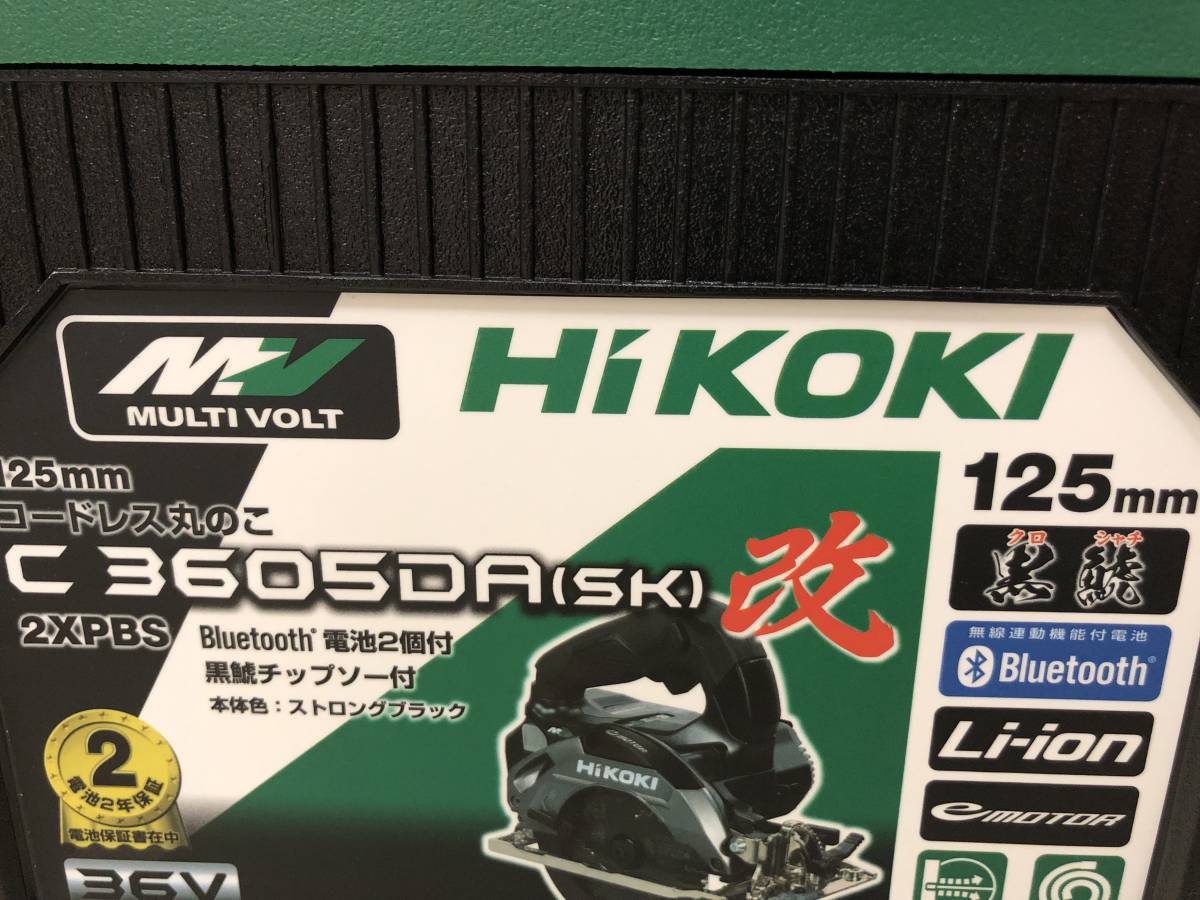 MV
MULTI VOLT
HiKOKI
125mm
コードレス丸のこ
C 3605DA(SK) 改
2XPBS
Bluetooth® 電池2個付
黒鯱チップソー付
本体色：ストロングブラック
2
電池2年保証
電池保証書在中
36V
HiKOKI
125mm
クロ シャチ
黒 鯱
無線連動機能付電池
Bluetooth®
Li-ion
e MOTOR